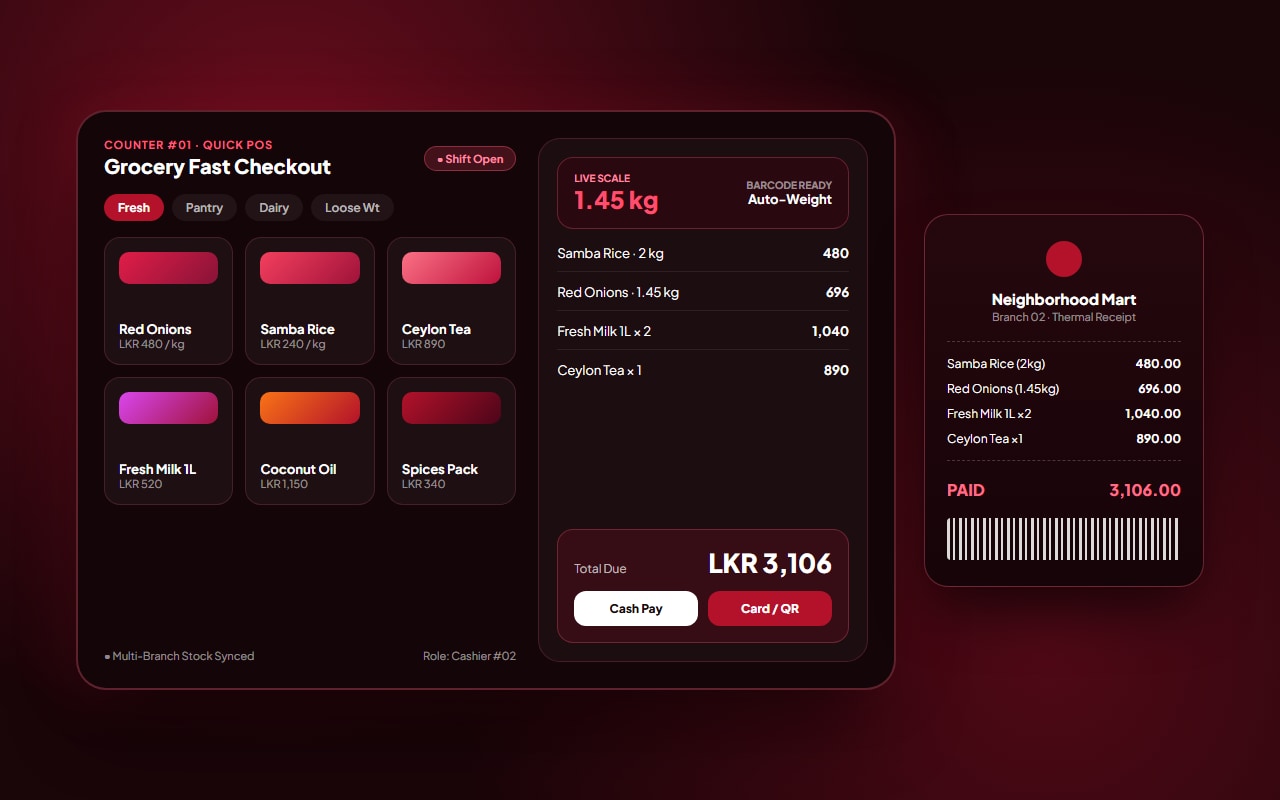 COUNTER #01 · QUICK POS
Grocery Fast Checkout
● Shift Open
Fresh Pantry Dairy Loose Wt
Red Onions
LKR 480 / kg
Samba Rice
LKR 240 / kg
Ceylon Tea
LKR 890
Fresh Milk 1L
LKR 520
Coconut Oil
LKR 1,150
Spices Pack
LKR 340
● Multi-Branch Stock Synced
Role: Cashier #02
LIVE SCALE
1.45 kg
BARCODE READY
Auto-Weight
Samba Rice · 2 kg 480
Red Onions · 1.45 kg 696
Fresh Milk 1L × 2 1,040
Ceylon Tea × 1 890
Total Due LKR 3,106
Cash Pay Card / QR
Neighborhood Mart
Branch 02 · Thermal Receipt
Samba Rice (2kg) 480.00
Red Onions (1.45kg) 696.00
Fresh Milk 1L ×2 1,040.00
Ceylon Tea ×1 890.00
PAID 3,106.00